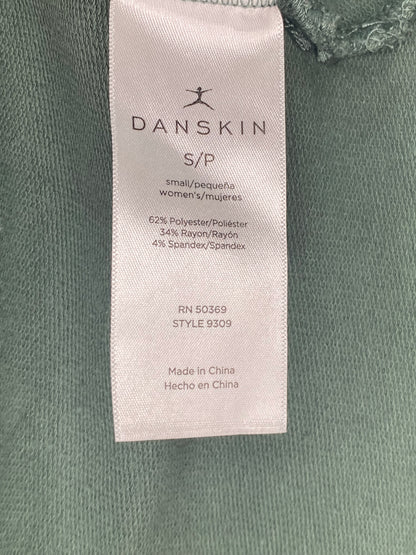 DANSKIN
S/P
small/pequeña
women's/mujeres
62% Polyester/Poliéster
34% Rayon/Rayón
4% Spandex/Spandex
RN 50369
STYLE 9309
Made in China
Hecho en China